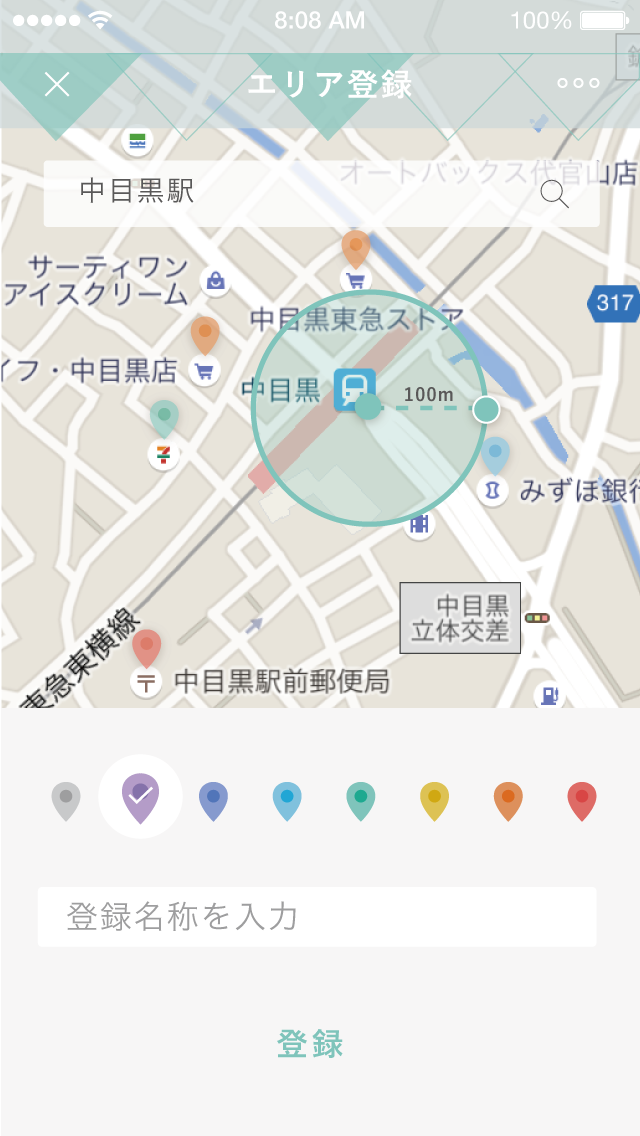 8:08 AM
100%
エリア登録
中目黒駅
オートバックス代官山店
サーティワン
アイスクリーム
317
中目黒東急ストア
イフ・中目黒店
中目黒
100m
7
みずほ銀行
中目黒
立体交差
東急東横線
中目黒駅前郵便局
登録名称を入力
登録